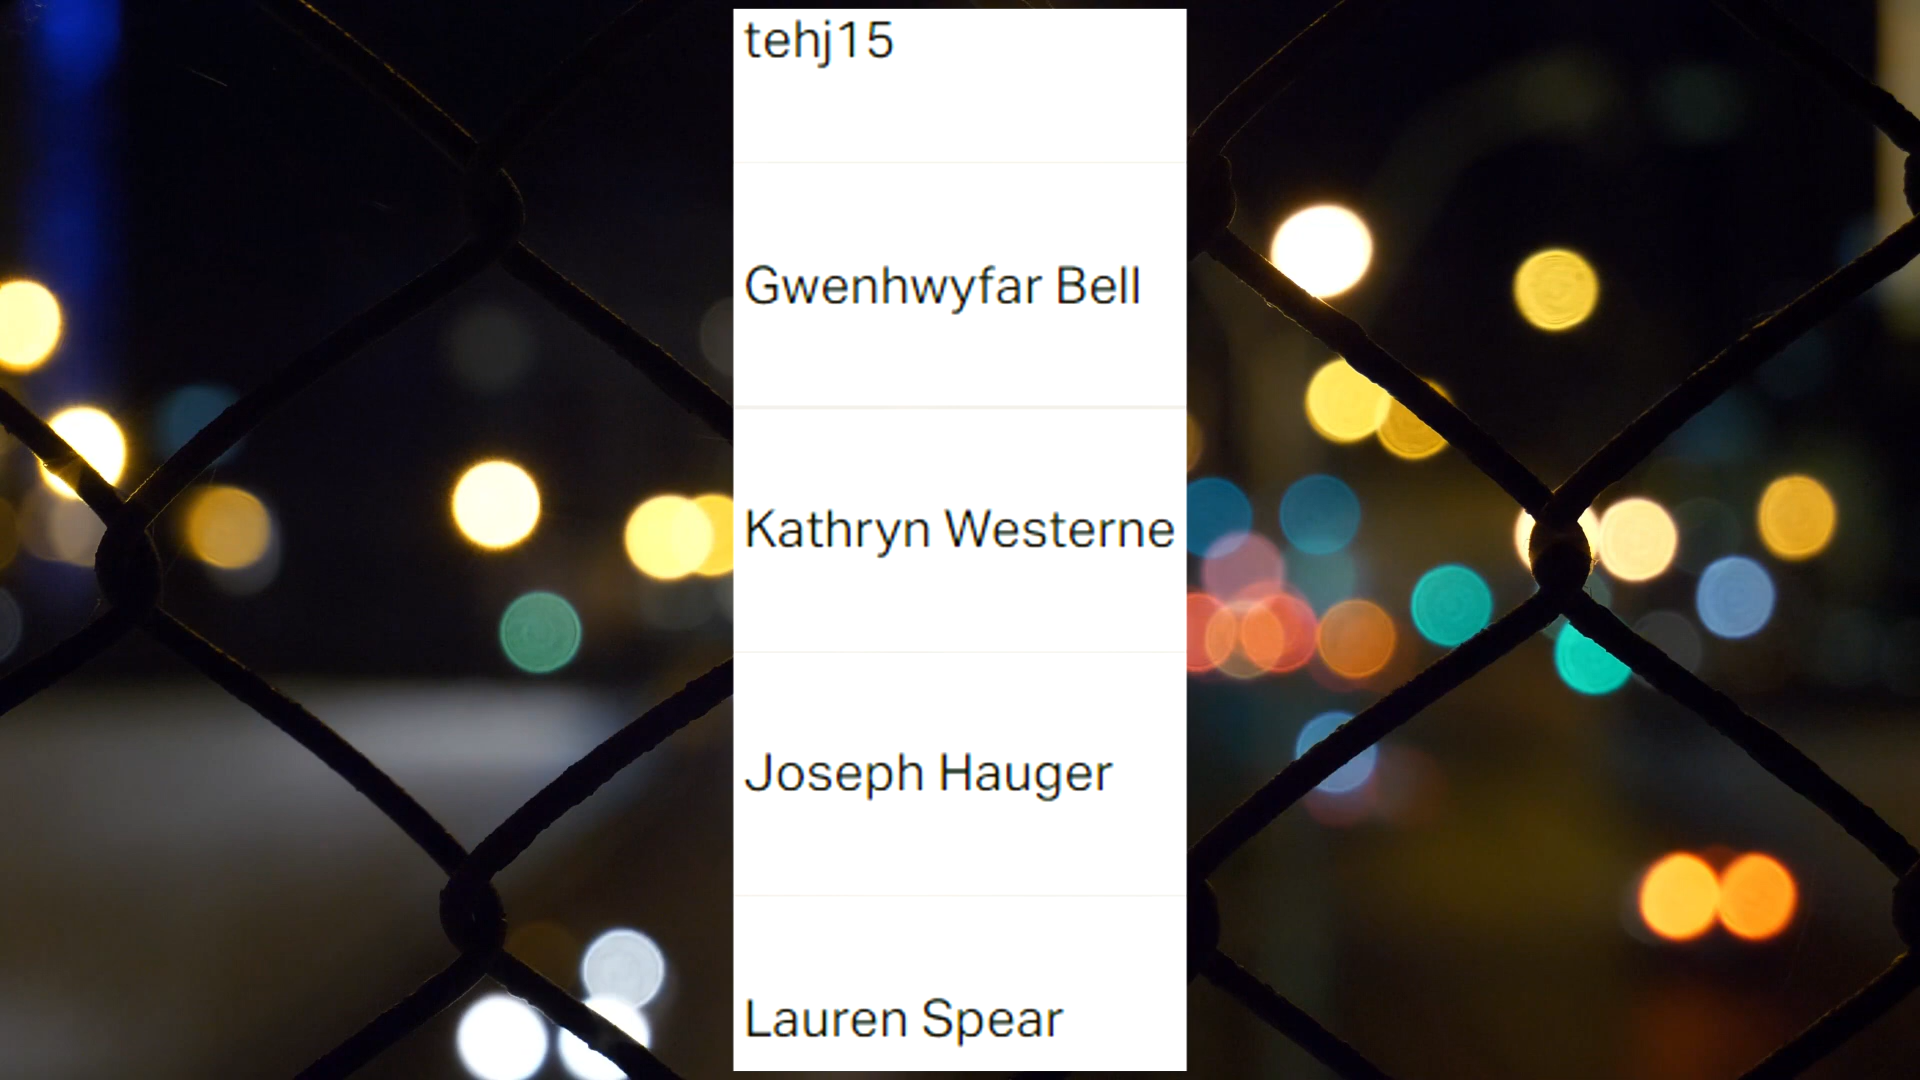 tehj15
Gwenhwyfar Bell
Kathryn Westerne
Joseph Hauger
Lauren Spear